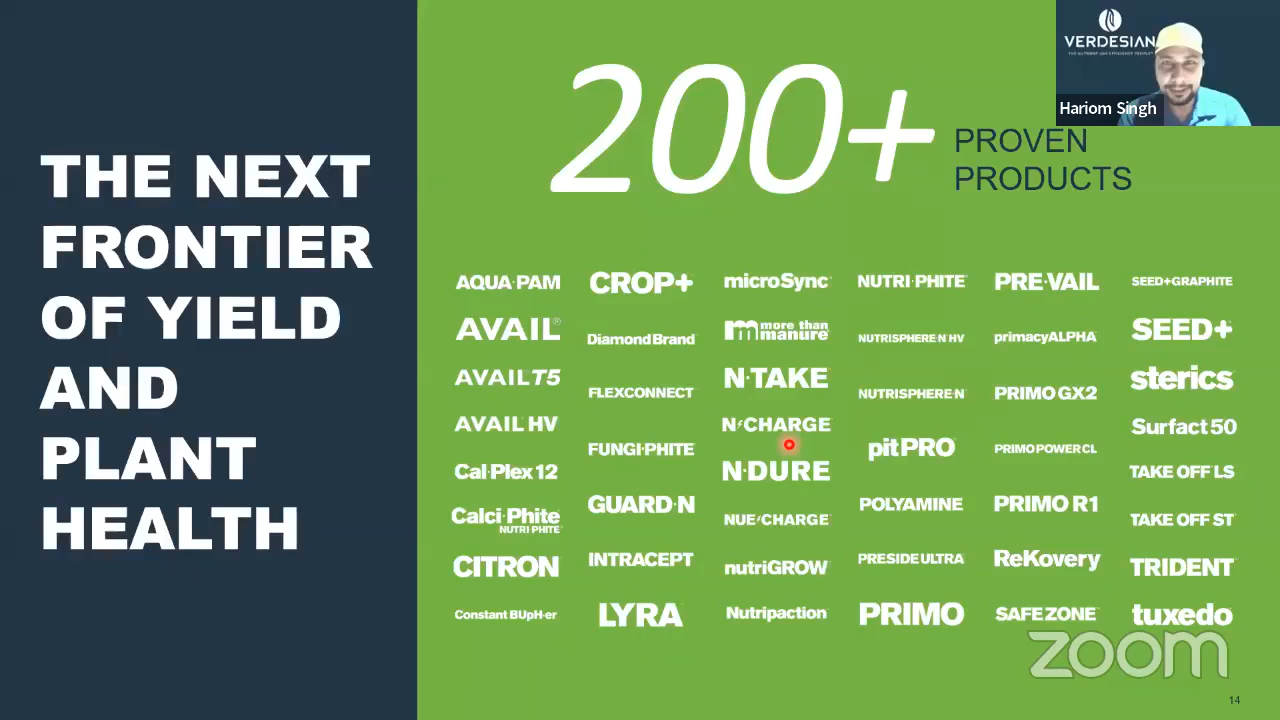 THE NEXT
FRONTIER
OF YIELD
AND
PLANT
HEALTH
200+
PROVEN
PRODUCTS
VERDESIAN
Hariom Singh
AQUA·PAM
AVAIL®
AVAIL T5
AVAIL HV
Cal·Plex 12
Calci·Phite
NUTRI·PHITE
CITRON
Constant BUpH-er
CROP+
Diamond Brand
FLEXCONNECT
FUNGI·PHITE
GUARD·N
INTRACEPT
LYRA
microSync
m more than
manure
N·TAKE
N·CHARGE
N·DURE
NUE·CHARGE
nutriGROW
Nutripaction
NUTRI·PHITE
NUTRISPHERE·N HV
NUTRISPHERE·N
pitPRO
POLYAMINE
PRESIDE ULTRA
PRIMO
PRE·VAIL
primacyALPHA
PRIMO GX2
PRIMO POWER CL
PRIMO R1
ReKovery
SAFE ZONE
SEED+GRAPHITE
SEED+
sterics
Surfact 50
TAKE OFF LS
TAKE OFF ST
TRIDENT
tuxedo
zoom
14